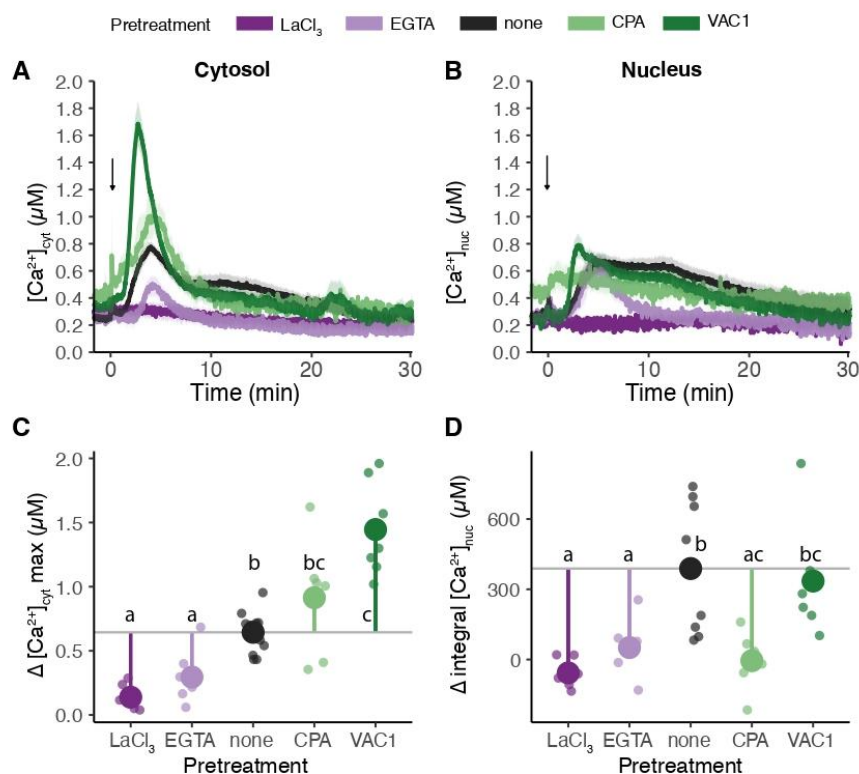 Pretreatment LaCl₃ EGTA none CPA VAC1
A Cytosol
2.0
1.8
1.6
1.4
1.2
1.0
0.8
0.6
0.4
0.2
0.0
[Ca²⁺]cyt (µM)
0 10 20 30
Time (min)
B Nucleus
2.0
1.8
1.6
1.4
1.2
1.0
0.8
0.6
0.4
0.2
0.0
[Ca²⁺]nuc (µM)
0 10 20 30
Time (min)
C
2.0
1.5
1.0
0.5
0.0
Δ [Ca²⁺]cyt max (µM)
a a b bc c
LaCl₃ EGTA none CPA VAC1
Pretreatment
D
600
300
0
Δ integral [Ca²⁺]nuc (µM)
a a b ac bc
LaCl₃ EGTA none CPA VAC1
Pretreatment